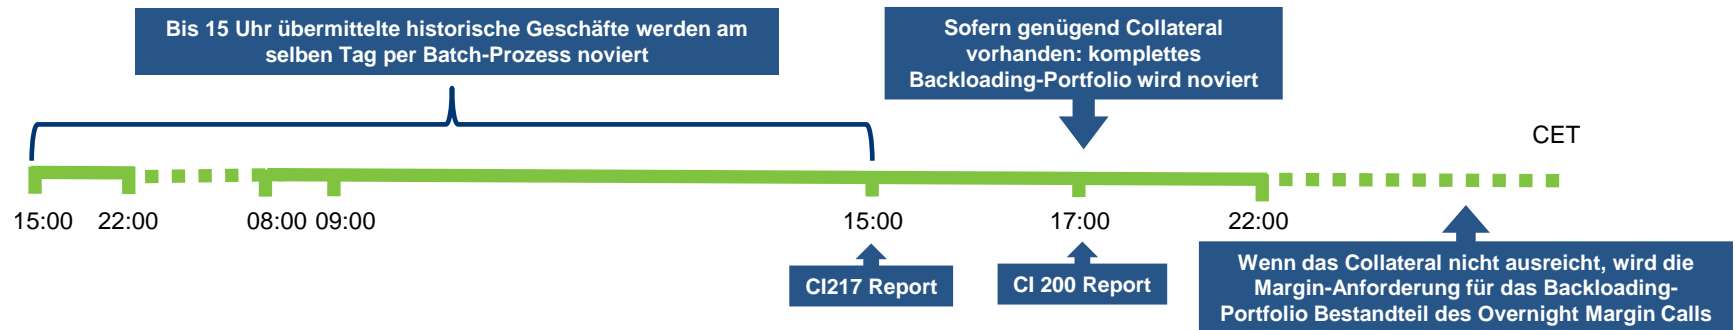 Bis 15 Uhr übermittelte historische Geschäfte werden am
selben Tag per Batch-Prozess noviert
Sofern genügend Collateral
vorhanden: komplettes
Backloading-Portfolio wird noviert
CET
15:00 22:00 08:00 09:00 15:00 17:00 22:00
CI217 Report
CI 200 Report
Wenn das Collateral nicht ausreicht, wird die
Margin-Anforderung für das Backloading-
Portfolio Bestandteil des Overnight Margin Calls